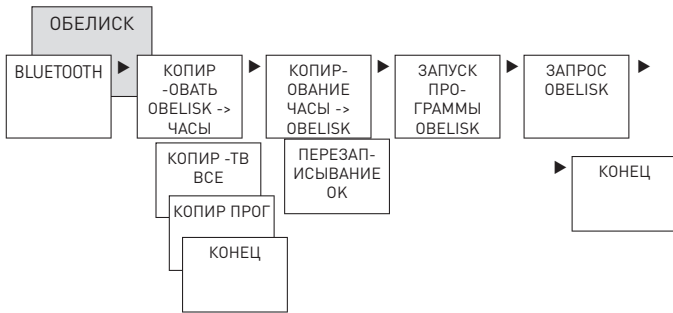 ОБЕЛИСК
BLUETOOTH
КОПИР
-ОВАТЬ
OBELISK ->
ЧАСЫ
КОПИР-
ОВАНИЕ
ЧАСЫ ->
OBELISK
ЗАПУСК
ПРО-
ГРАММЫ
OBELISK
ЗАПРОС
OBELISK
КОПИР -ТВ
ВСЕ
КОПИР ПРОГ
КОНЕЦ
ПЕРЕЗАП-
ИСЫВАНИЕ
OK
КОНЕЦ